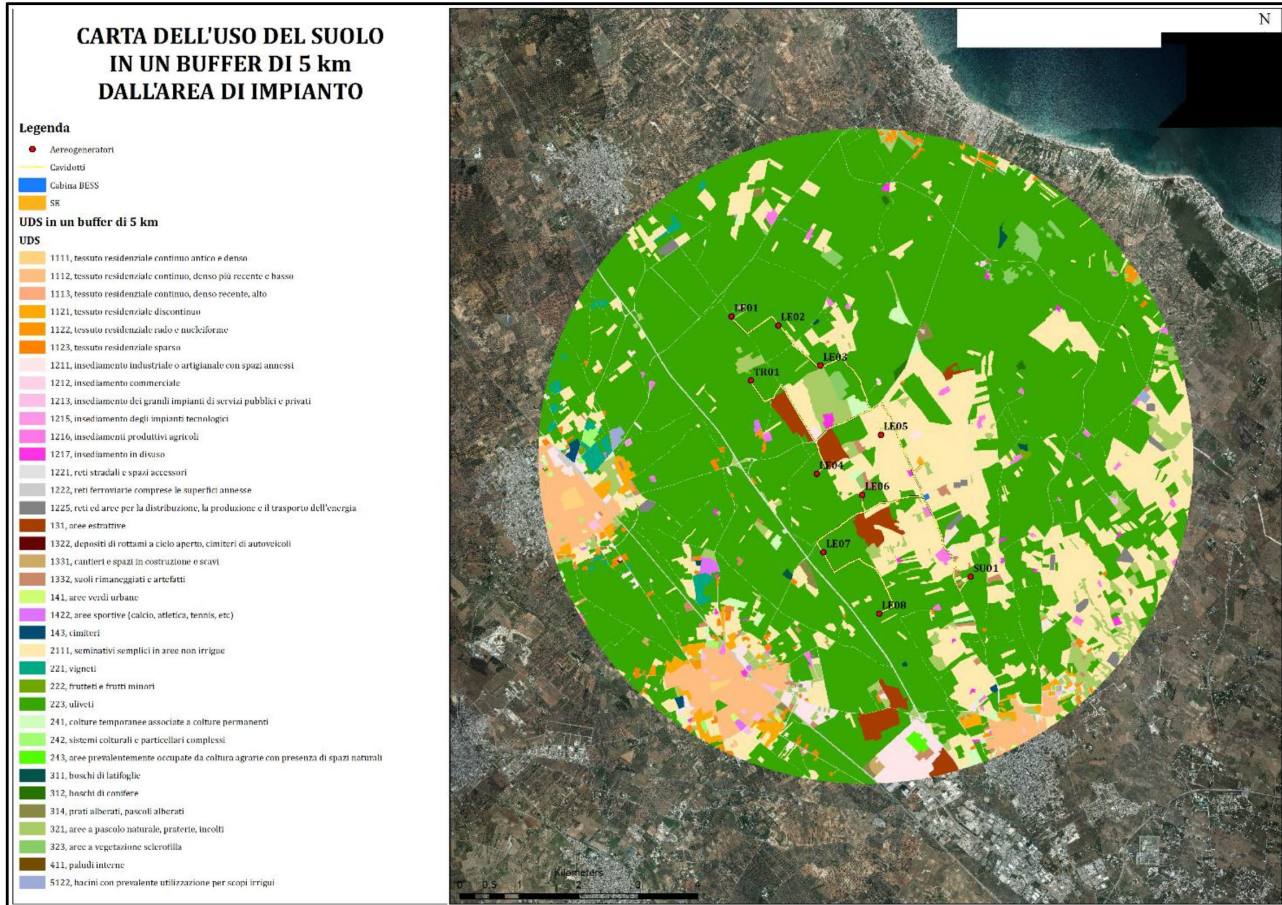 CARTA DELL'USO DEL SUOLO
IN UN BUFFER DI 5 km
DALL'AREA DI IMPIANTO
Legenda
Aereogeneratori
Cavidotti
Cabina BESS
SE
UDS in un buffer di 5 km
UDS
1111, tessuto residenziale continuo antico e denso
1112, tessuto residenziale continuo, denso più recente e basso
1113, tessuto residenziale continuo, denso recente, alto
1121, tessuto residenziale discontinuo
1122, tessuto residenziale rado e nucleiforme
1123, tessuto residenziale sparso
1211, insediamento industriale o artigianale con spazi annessi
1212, insediamento commerciale
1213, insediamento dei grandi impianti di servizi pubblici e privati
1215, insediamento degli impianti tecnologici
1216, insediamenti produttivi agricoli
1217, insediamento in disuso
1221, reti stradali e spazi accessori
1222, reti ferroviarie comprese le superfici annesse
1225, reti ed aree per la distribuzione, la produzione e il trasporto dell'energia
131, aree estrattive
1322, depositi di rottami a cielo aperto, cimiteri di autoveicoli
1331, cantieri e spazi in costruzione e scavi
1332, suoli rimaneggiati e artefatti
141, aree verdi urbane
1422, aree sportive (calcio, atletica, tennis, etc)
143, cimiteri
2111, seminativi semplici in aree non irrigue
221, vigneti
222, frutteti e frutti minori
223, uliveti
241, colture temporanee associate a colture permanenti
242, sistemi colturali e particellari complessi
243, aree prevalentemente occupate da coltura agrarie con presenza di spazi naturali
311, boschi di latifoglie
312, boschi di conifere
314, prati alberati, pascoli alberati
321, aree a pascolo naturale, praterie, incolti
323, aree a vegetazione sclerofilla
411, paludi interne
5122, bacini con prevalente utilizzazione per scopi irrigui
N
LE01
LE02
LE03
TR01
LE05
LE04
LE06
LE07
SU01
LE08
Kilometers
0 0,5 1 2 3 4